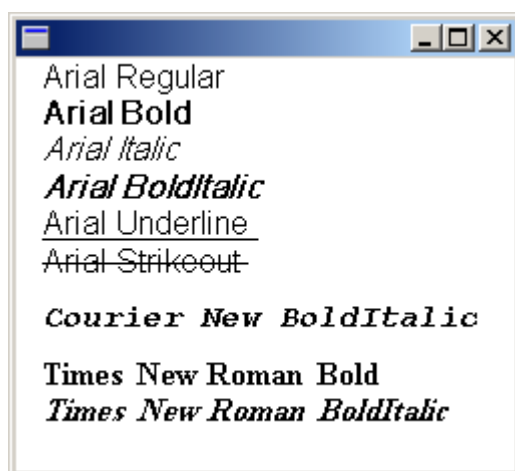 Arial Regular
Arial Bold
Arial Italic
Arial BoldItalic
Arial Underline
Arial Strikeout
Courier New BoldItalic
Times New Roman Bold
Times New Roman BoldItalic